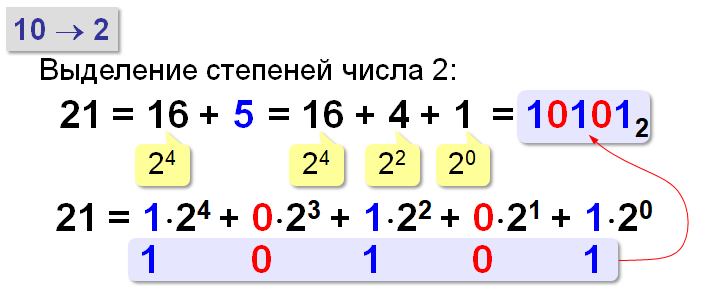 10 → 2
Выделение степеней числа 2:
21 = 16 + 5 = 16 + 4 + 1 = 10101₂
2⁴ 2⁴ 2² 2⁰
21 = 1·2⁴ + 0·2³ + 1·2² + 0·2¹ + 1·2⁰
1 0 1 0 1